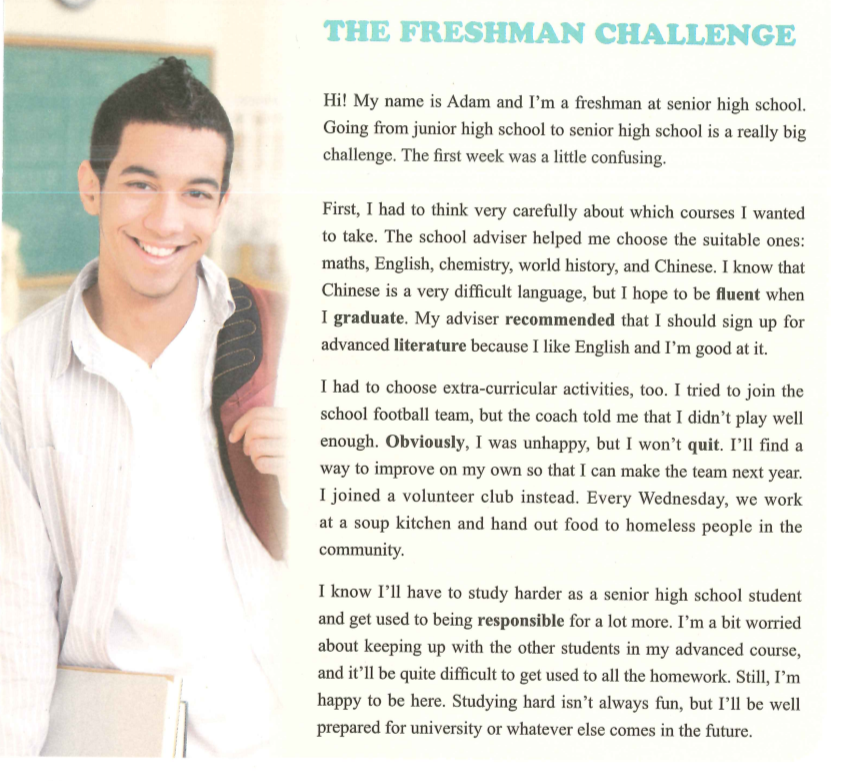 THE FRESHMAN CHALLENGE
Hi! My name is Adam and I'm a freshman at senior high school.
Going from junior high school to senior high school is a really big
challenge. The first week was a little confusing.
First, I had to think very carefully about which courses I wanted
to take. The school adviser helped me choose the suitable ones:
maths, English, chemistry, world history, and Chinese. I know that
Chinese is a very difficult language, but I hope to be fluent when
I graduate. My adviser recommended that I should sign up for
advanced literature because I like English and I'm good at it.
I had to choose extra-curricular activities, too. I tried to join the
school football team, but the coach told me that I didn't play well
enough. Obviously, I was unhappy, but I won't quit. I'll find a
way to improve on my own so that I can make the team next year.
I joined a volunteer club instead. Every Wednesday, we work
at a soup kitchen and hand out food to homeless people in the
community.
I know I'll have to study harder as a senior high school student
and get used to being responsible for a lot more. I'm a bit worried
about keeping up with the other students in my advanced course,
and it'll be quite difficult to get used to all the homework. Still, I'm
happy to be here. Studying hard isn't always fun, but I'll be well
prepared for university or whatever else comes in the future.